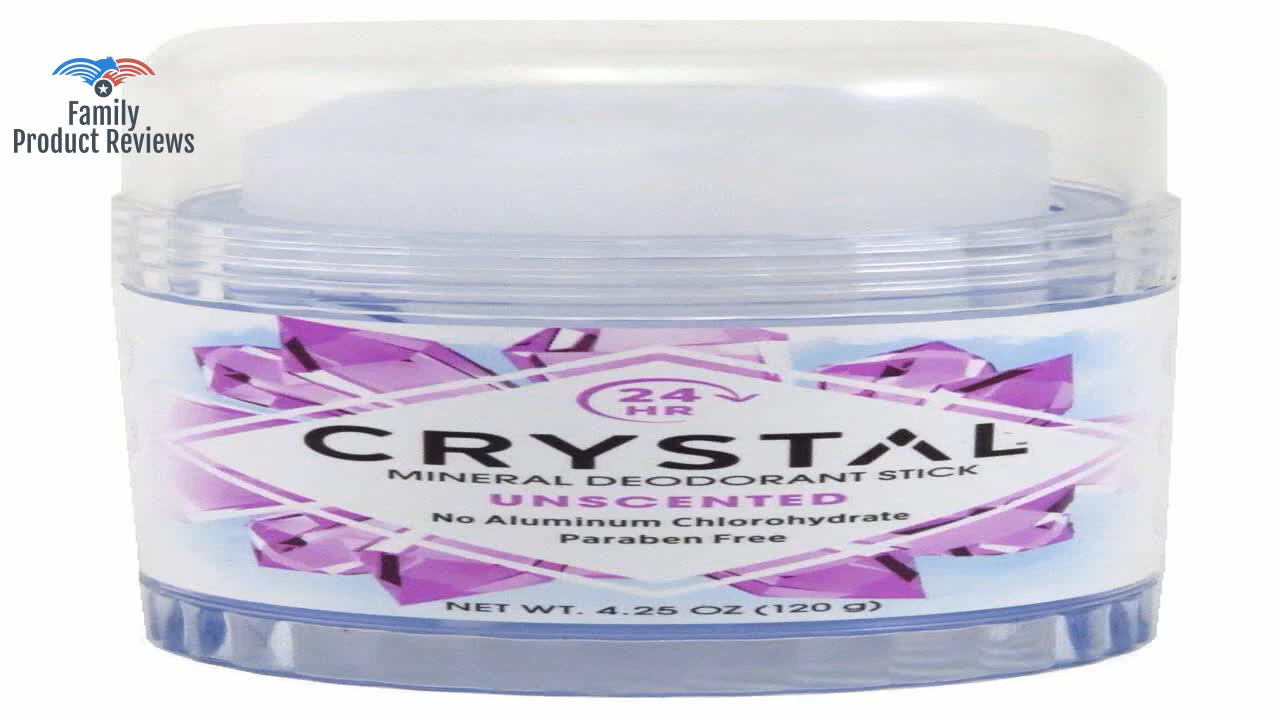 Family
Product Reviews
24
HR
CRYSTAL
MINERAL DEODORANT STICK
UNSCENTED
No Aluminum Chlorohydrate
Paraben Free
NET WT. 4.25 OZ (120 g)